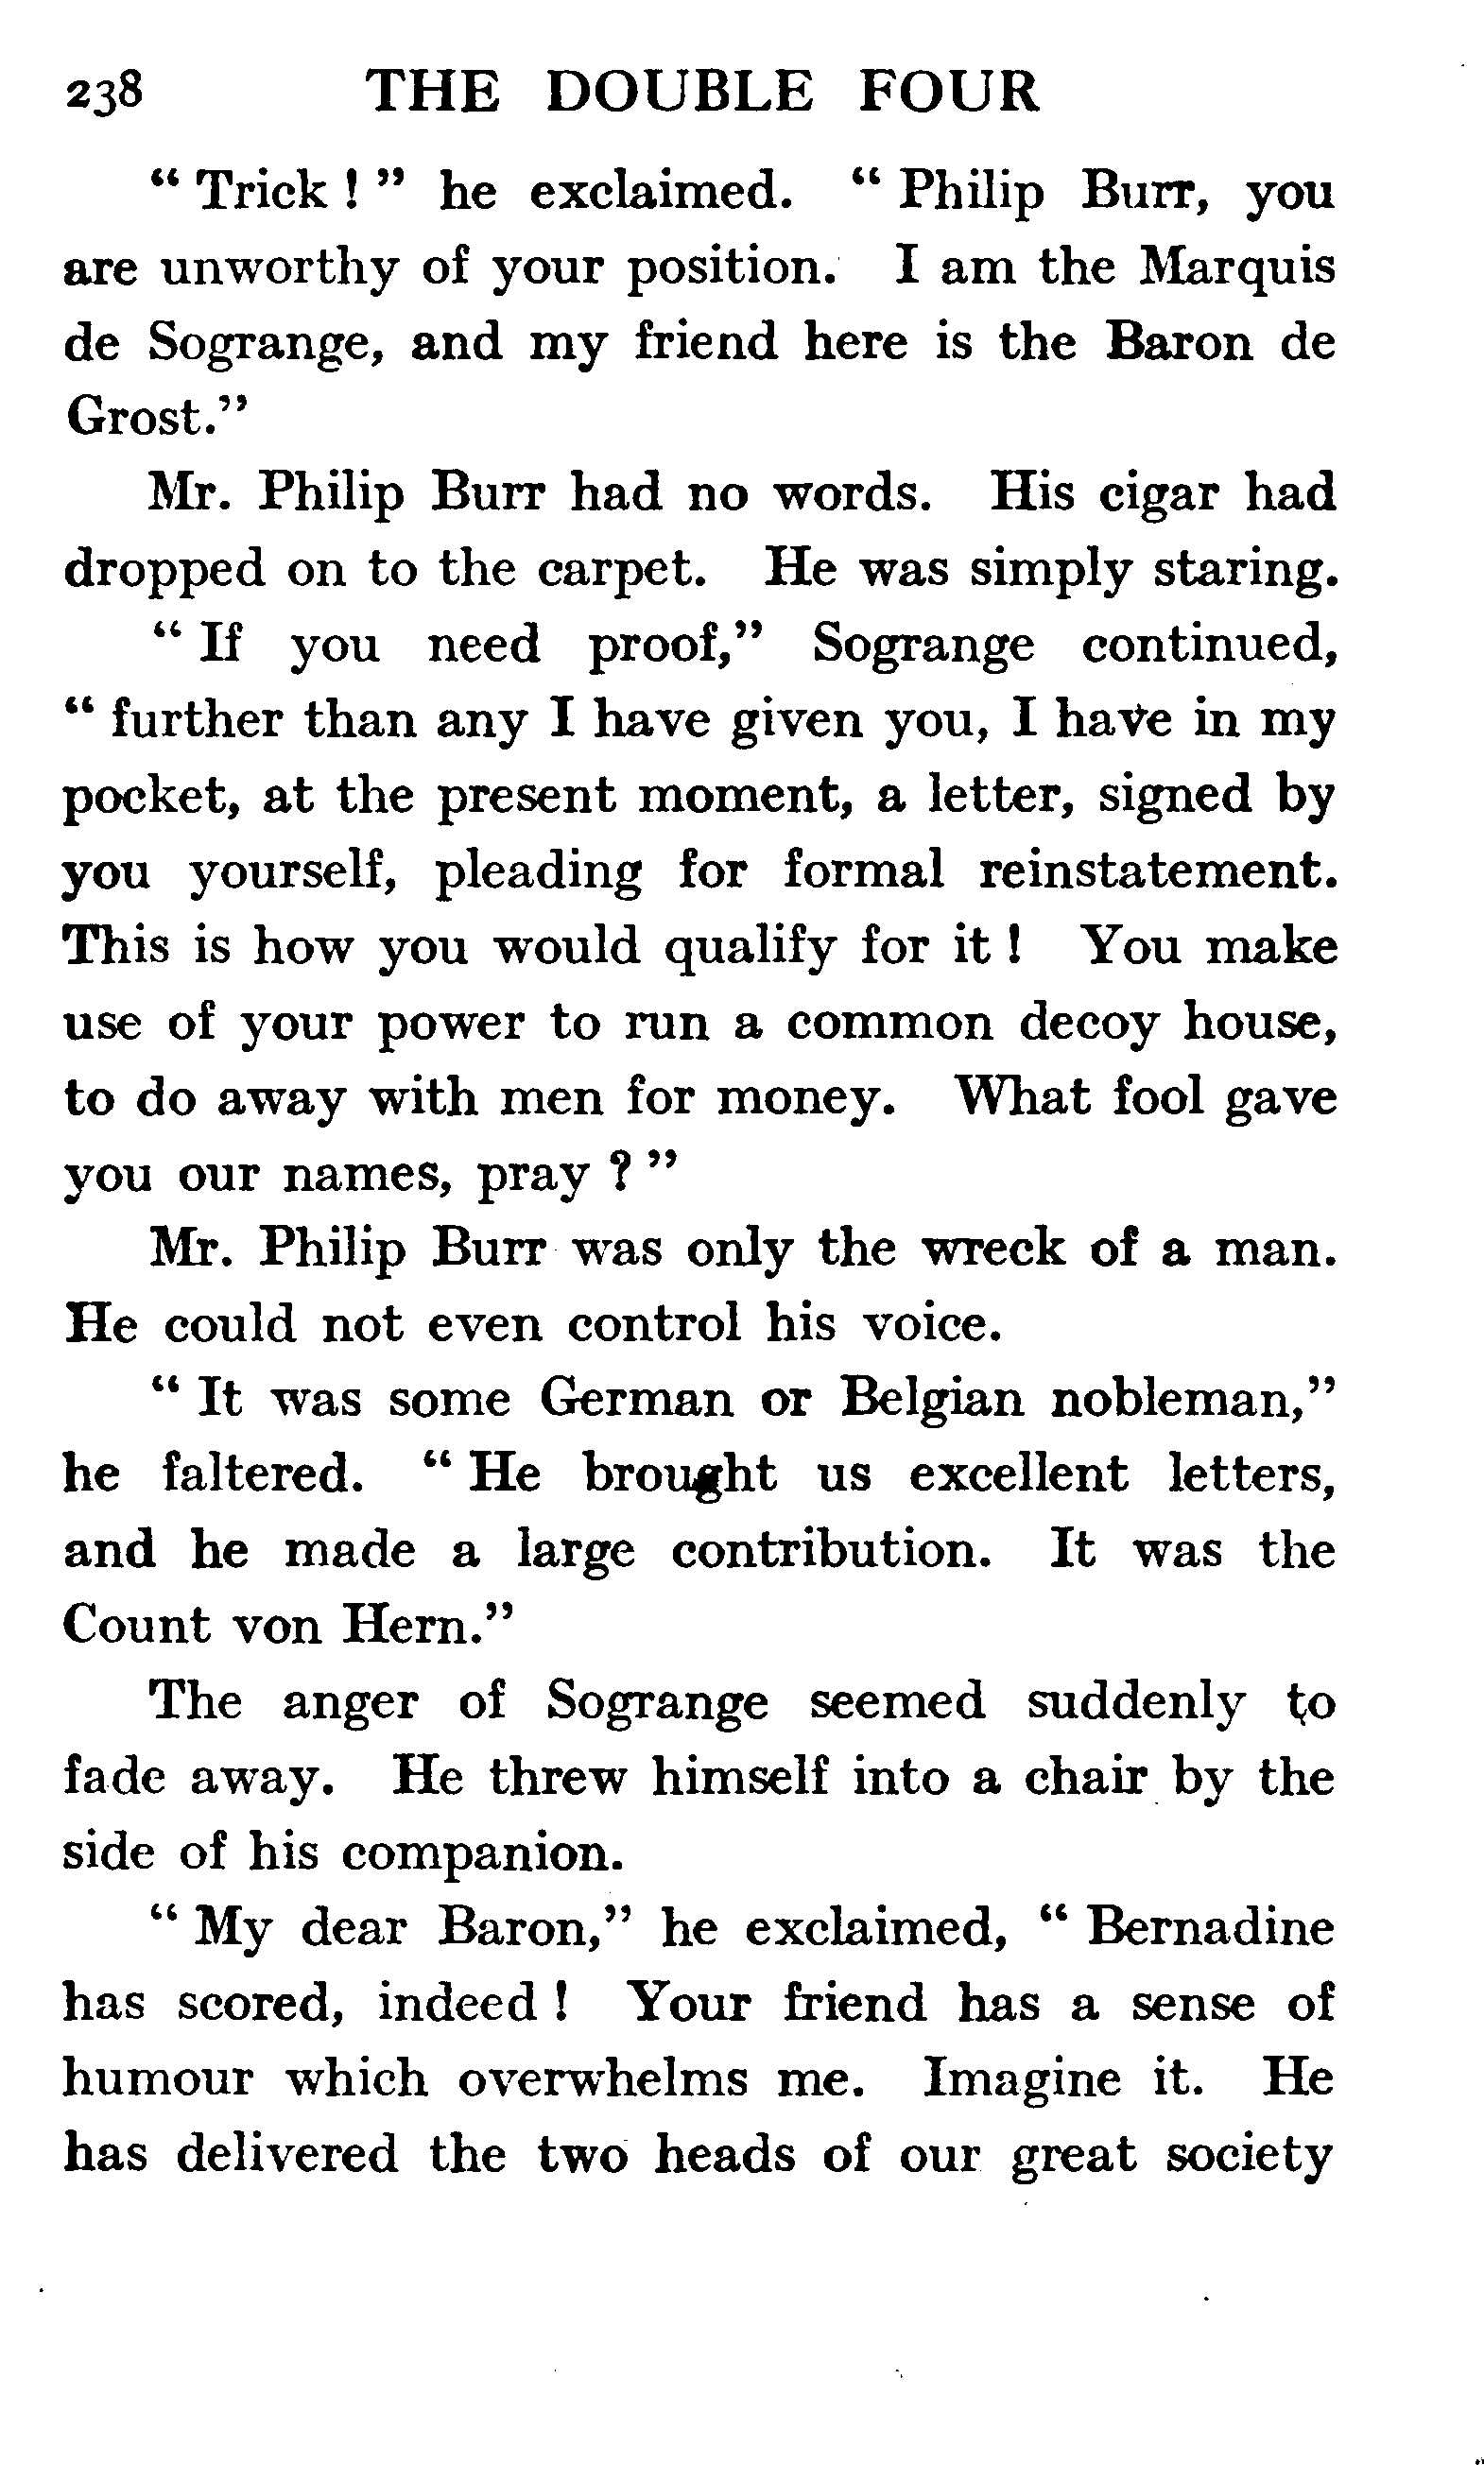 238 THE DOUBLE FOUR
“ Trick ! ” he exclaimed. “ Philip Burr, you
are unworthy of your position. I am the Marquis
de Sogrange, and my friend here is the Baron de
Grost.”
Mr. Philip Burr had no words. His cigar had
dropped on to the carpet. He was simply staring.
“ If you need proof,” Sogrange continued,
“ further than any I have given you, I have in my
pocket, at the present moment, a letter, signed by
you yourself, pleading for formal reinstatement.
This is how you would qualify for it ! You make
use of your power to run a common decoy house,
to do away with men for money. What fool gave
you our names, pray ? ”
Mr. Philip Burr was only the wreck of a man.
He could not even control his voice.
“ It was some German or Belgian nobleman,”
he faltered. “ He brought us excellent letters,
and he made a large contribution. It was the
Count von Hern.”
The anger of Sogrange seemed suddenly to
fade away. He threw himself into a chair by the
side of his companion.
“ My dear Baron,” he exclaimed, “ Bernadine
has scored, indeed ! Your friend has a sense of
humour which overwhelms me. Imagine it. He
has delivered the two heads of our great society